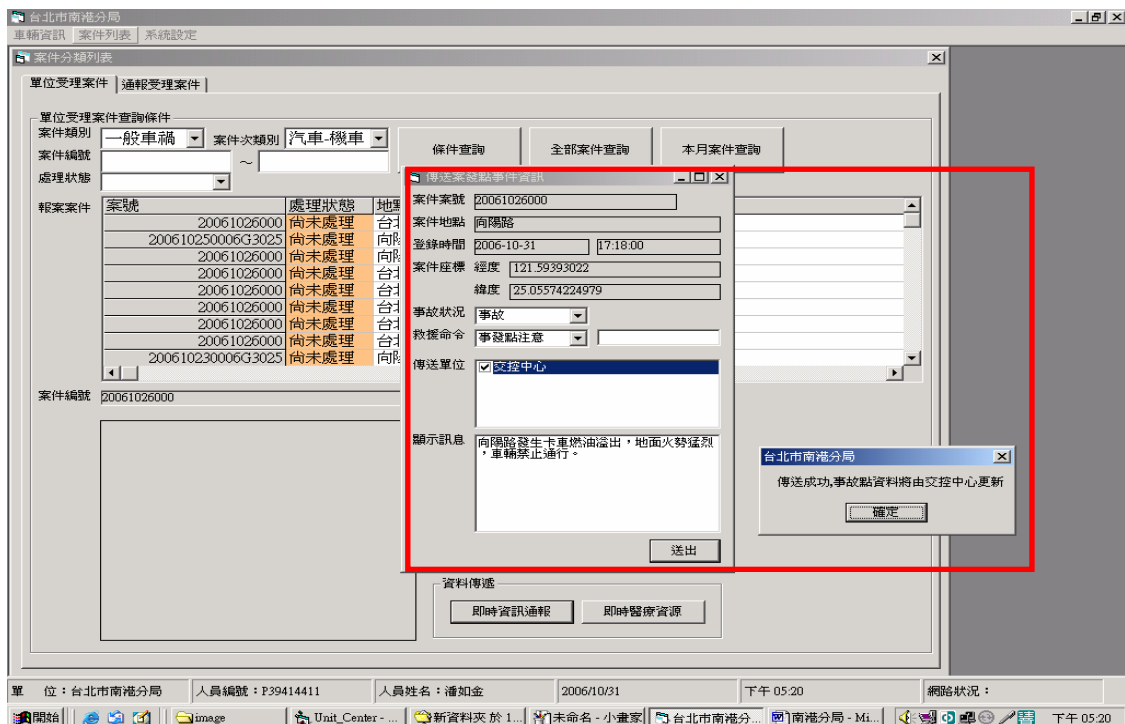 台北市南港分局
車輛資訊 案件列表 系統設定
案件分類列表
單位受理案件 通報受理案件
單位受理案件查詢條件
案件類別 一般車禍 案件次類別 汽車-機車
案件編號 ~
處理狀態
條件查詢 全部案件查詢 本月案件查詢
報案案件 案號 處理狀態
20061026000 尚未處理
200610250006G3025 尚未處理
20061026000 尚未處理
20061026000 尚未處理
20061026000 尚未處理
20061026000 尚未處理
20061026000 尚未處理
200610230006G3025 尚未處理
案件編號 20061026000
傳送案發點事件資訊
案件案號 20061026000
案件地點 向陽路
登錄時間 2006-10-31 17:18:00
案件座標 經度 121.59393022
緯度 25.05574224979
事故狀況 事故
救援命令 事發點注意
傳送單位 交控中心
顯示訊息 向陽路發生卡車燃油溢出，地面火勢猛烈
，車輛禁止通行。
送出
台北市南港分局
傳送成功,事故點資料將由交控中心更新
確定
資料傳遞
即時資訊通報 即時醫療資源
單 位：台北市南港分局 人員編號：P39414411 人員姓名：潘如金 2006/10/31 下午 05:20 網路狀況：
開始 image Unit_Center - ... 新資料夾 於 1... 未命名 - 小畫家 台北市南港分... 南港分局 - Mi... 下午 05:20